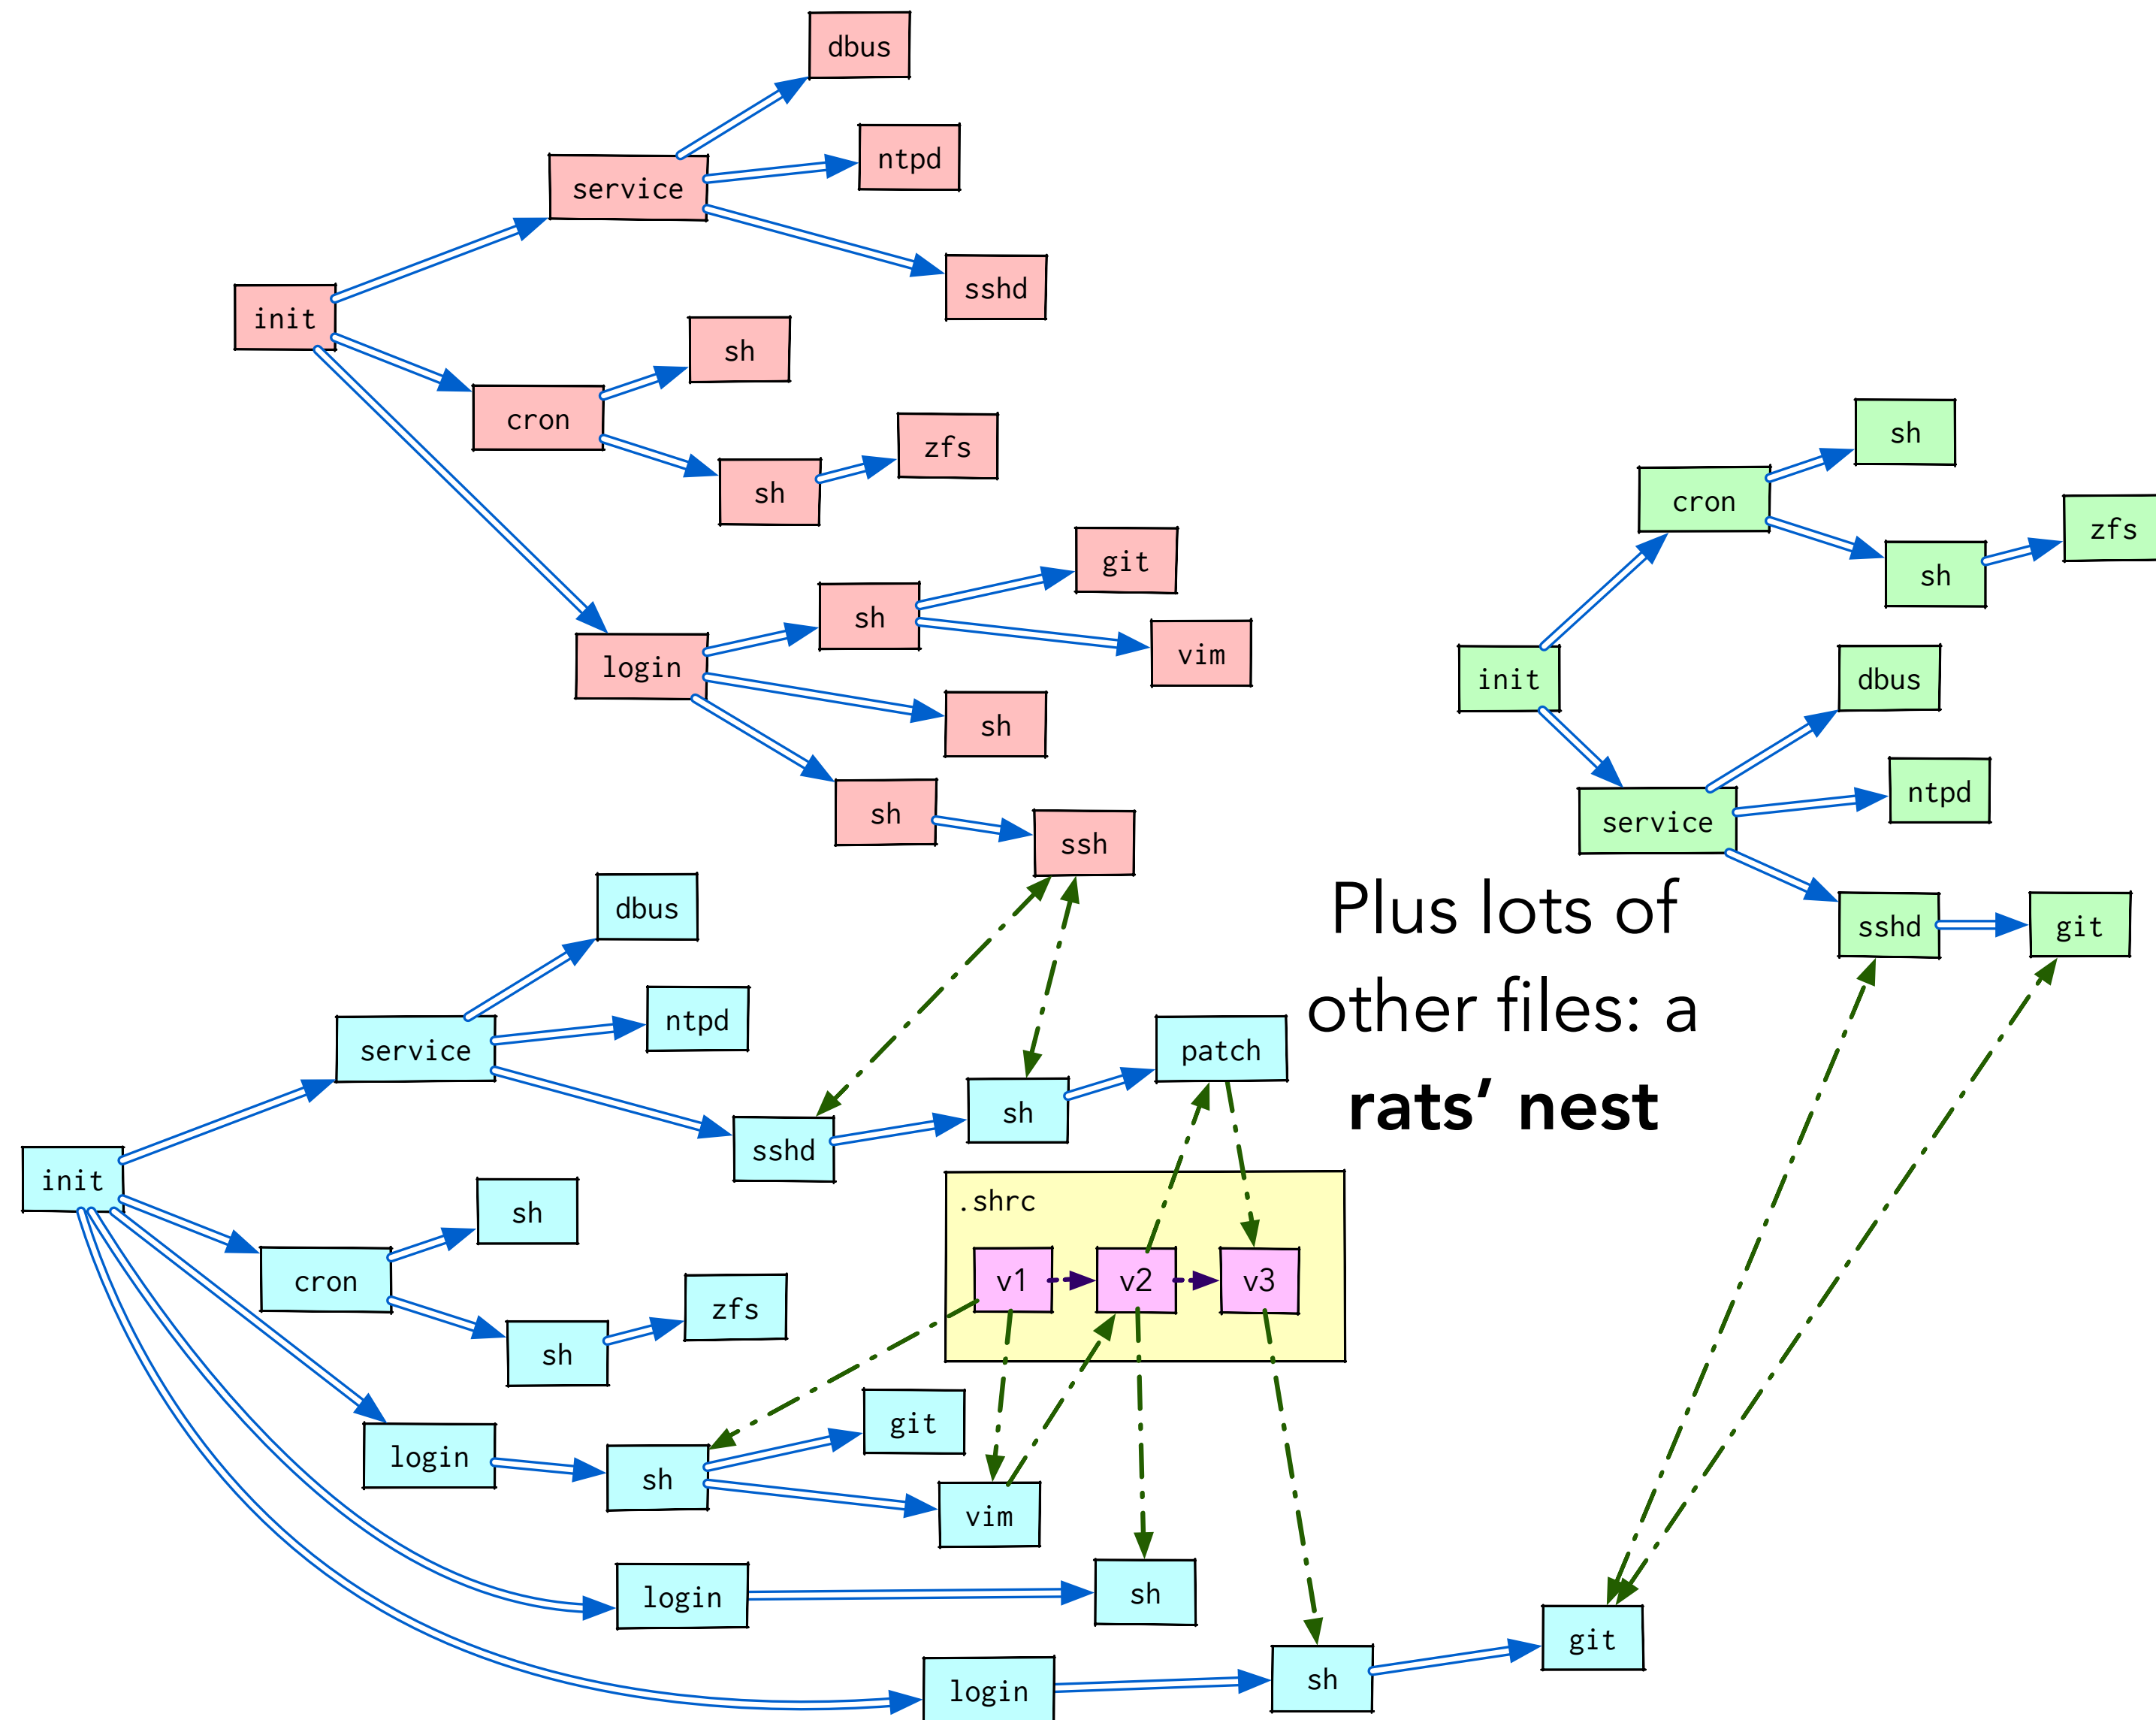 dbus
ntpd
service
sshd
init
sh
cron
zfs
sh
git
sh
vim
login
sh
sh
ssh
sh
cron
zfs
sh
init
dbus
ntpd
service
sshd
git
Plus lots of
other files: a
rats‘ nest
dbus
ntpd
service
patch
sh
sshd
init
sh
cron
zfs
sh
.shrc
v1
v2
v3
git
login
sh
vim
login
sh
git
login
sh